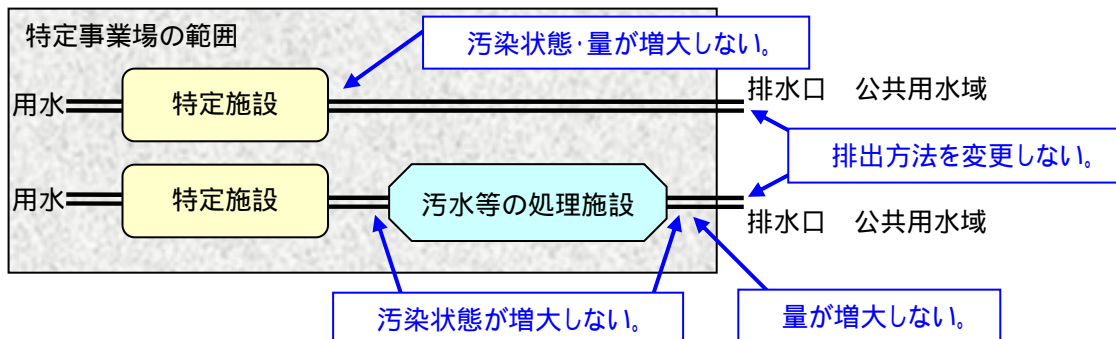 特定事業場の範囲
汚染状態・量が増大しない。
用水
特定施設
排水口　公共用水域
排出方法を変更しない。
用水
特定施設
汚水等の処理施設
排水口　公共用水域
汚染状態が増大しない。
量が増大しない。